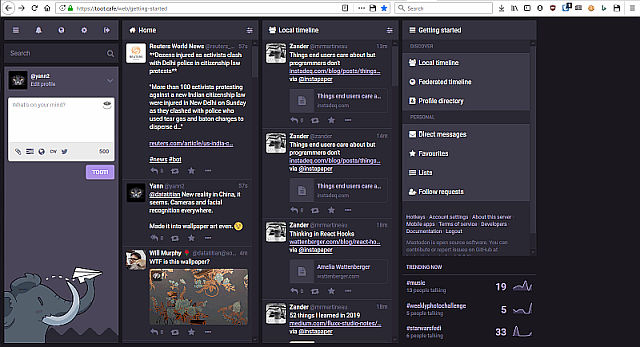 https://toot.cafe/web/getting-started
Search
Search
@yann2
Edit profile
What's on your mind?
CW
500
TOOT!
Home
Reuters World News @reuters_... 57s
**Dozens injured as activists clash
with Delhi police in citizenship
law protests**
"More than 100 activists protesting
against a new Indian citizenship law
were injured in New Delhi on Sunday
as they clashed with police who
used tear gas and baton charges to
disperse d..."
reuters.com/article/us-india-c...
#news #bot
Yann @yann2 57s
@datatitian New reality in China, it
seems. Cameras and facial
recognition everywhere.
Made it into wallpaper art even.
Will Murphy @datatitian@so... 4m
WTF is this wallpaper?
Local timeline
Zander @mrmartineau 13m
Things end users care about but
programmers don't
instadeq.com/blog/posts/things...
via @instapaper
Things end users care a...
instadeq.com
Zander @zander 14m
Things end users care about but
programmers don't
instadeq.com/blog/posts/things...
via @instapaper
Things end users care a...
instadeq.com
Zander @mrmartineau 18m
Thinking in React Hooks
wattenberger.com/blog/react-ho...
via @instapaper
Amelia Wattenberger
wattenberger.com
Zander @mrmartineau 18m
52 things I learned in 2019
medium.com/fluxx-studio-notes/...
via @instapaper
Getting started
DISCOVER
Local timeline
Federated timeline
Profile directory
PERSONAL
Direct messages
Favourites
Lists
Follow requests
Hotkeys · Account settings · About this server ·
Mobile apps · Terms of service · Developers ·
Documentation · Logout
Mastodon is open source software. You can
contribute or report issues on GitHub at
TRENDING NOW
#music
13 people talking
19
#weeklyphotochallenge
5 people talking
5
#starwarsfedi
6 people talking
33